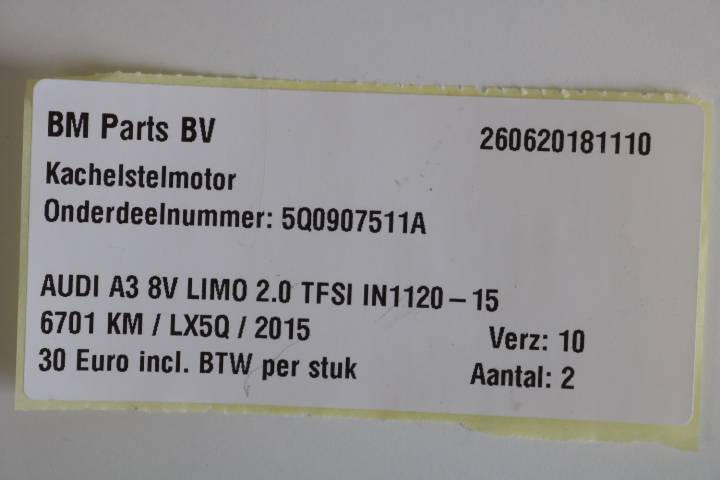 BM Parts BV 260620181110
Kachelstelmotor
Onderdeelnummer: 5Q0907511A
AUDI A3 8V LIMO 2.0 TFSI IN1120-15
6701 KM / LX5Q / 2015 Verz: 10
30 Euro incl. BTW per stuk Aantal: 2